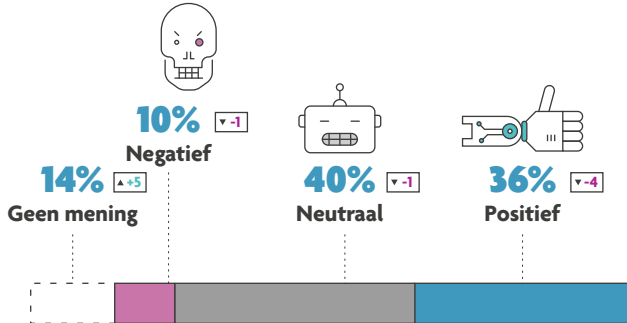 10% ▼ -1
Negatief
14% ▲ +5
Geen mening
40% ▼ -1
Neutraal
36% ▼ -4
Positief